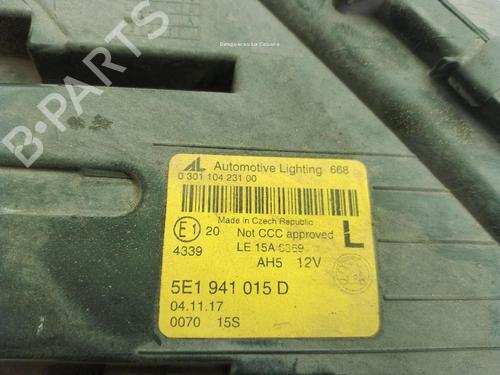 Desguaces La Cabaña
B-PARTS
AL Automotive Lighting 668
0 301 104 231 00
Made in Czech Republic
E1 20 Not CCC approved L
4339 LE 15A 6369
AH5 12V
5E1 941 015 D
04.11.17
0070 15S